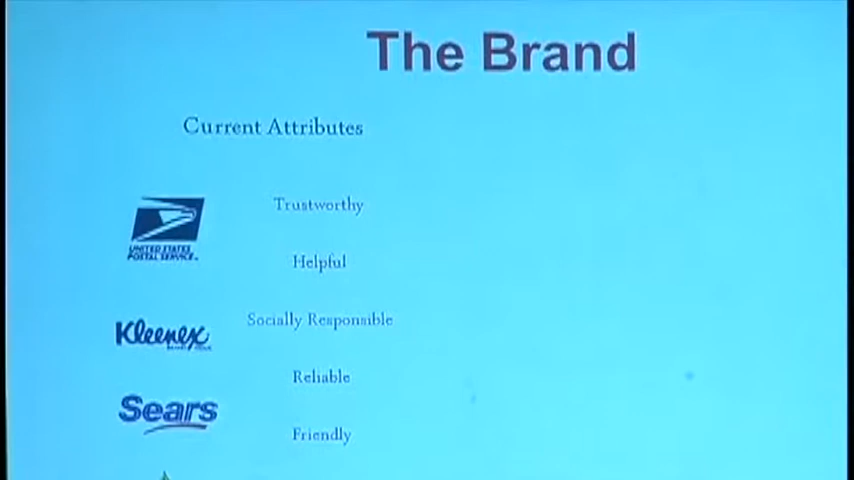 The Brand
Current Attributes
Trustworthy
UNITED STATES
POSTAL SERVICE
Helpful
Socially Responsible
Kleenex
Reliable
Sears
Friendly